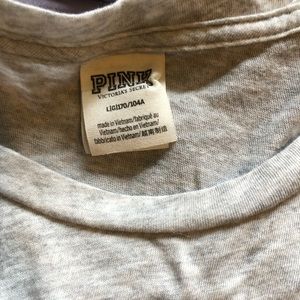 PINK
VICTORIA'S SECRET
L|G|170/104A
made in Vietnam/fabriqué au
Vietnam/hecho en Vietnam/
fabbricato in Vietnam/越南制造